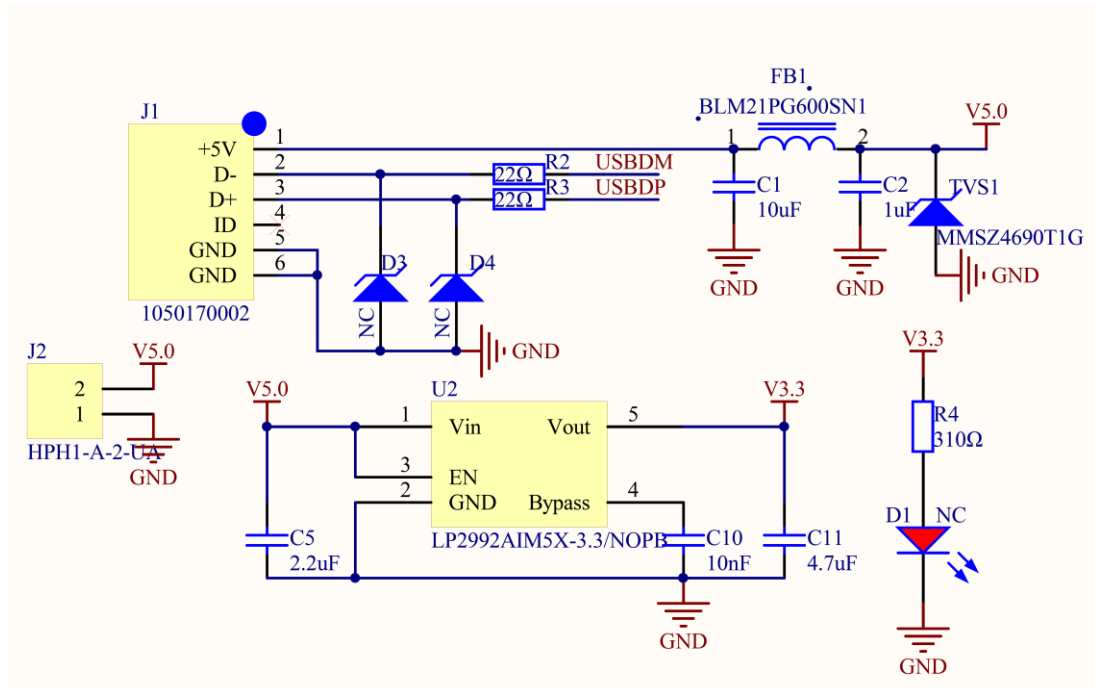 FB1
BLM21PG600SN1
J1
V5.0
+5V 1
1 2
D- 2
22Ω R2 USBDM
D+ 3
22Ω R3 USBDP
ID 4
GND 5
GND 6
1050170002
C1
10uF
C2
1uF
TVS1
MMSZ4690T1G
GND
GND
GND
D3
NC
D4
NC
GND
J2
V5.0
2
1
HPH1-A-2-UA
GND
V5.0
U2
V3.3
1 Vin Vout 5
3 EN
2 GND Bypass 4
LP2992AIM5X-3.3/NOPB
C5
2.2uF
C10
10nF
C11
4.7uF
GND
V3.3
R4
310Ω
D1 NC
GND